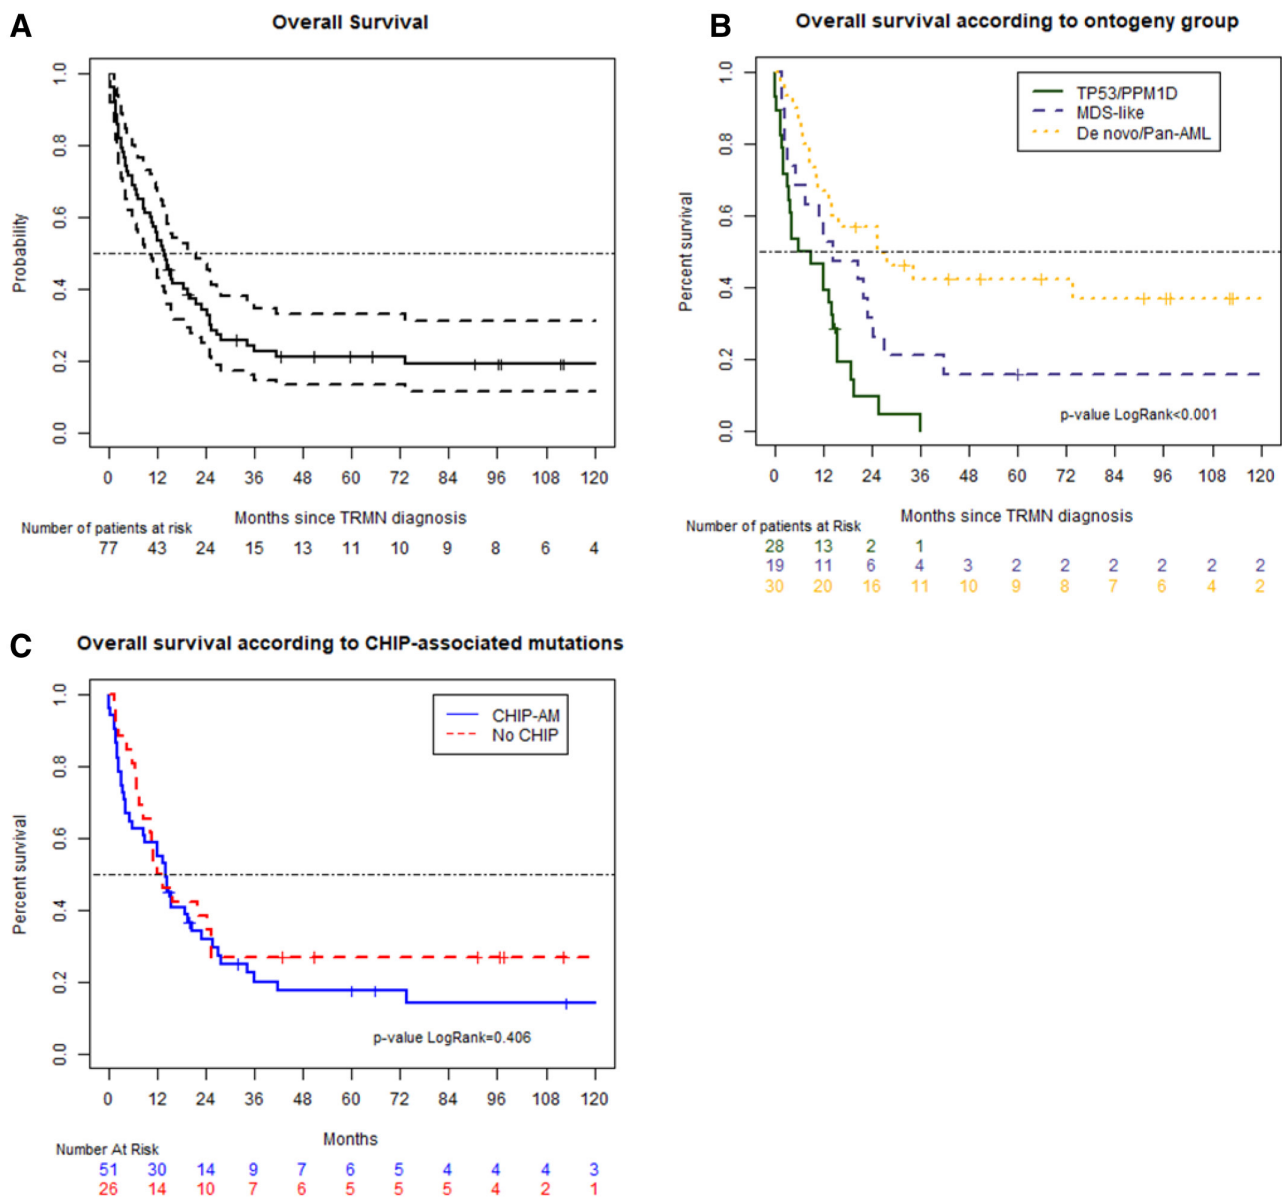 A
Overall Survival
Probability
1.0
0.8
0.6
0.4
0.2
0.0
0 12 24 36 48 60 72 84 96 108 120
Months since TRMN diagnosis
Number of patients at risk
77 43 24 15 13 11 10 9 8 6 4
B
Overall survival according to ontogeny group
Percent survival
1.0
0.8
0.6
0.4
0.2
0.0
TP53/PPM1D
MDS-like
De novo/Pan-AML
p-value LogRank<0.001
0 12 24 36 48 60 72 84 96 108 120
Months since TRMN diagnosis
Number of patients at Risk
28 13 2 1
19 11 6 4 3 2 2 2 2 2 2
30 20 16 11 10 9 8 7 6 4 2
C
Overall survival according to CHIP-associated mutations
Percent survival
1.0
0.8
0.6
0.4
0.2
0.0
CHIP-AM
No CHIP
p-value LogRank=0.406
0 12 24 36 48 60 72 84 96 108 120
Months
Number At Risk
51 30 14 9 7 6 5 4 4 4 3
26 14 10 7 6 5 5 5 4 2 1